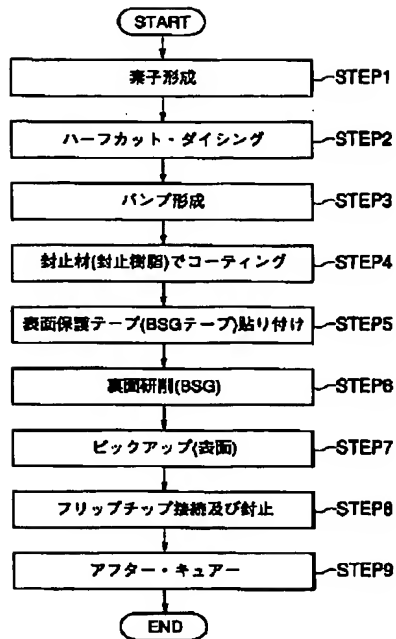 START
素子形成 STEP1
ハーフカット・ダイシング STEP2
バンプ形成 STEP3
封止材(封止樹脂)でコーティング STEP4
表面保護テープ(BSGテープ)貼り付け STEP5
裏面研削(BSG) STEP6
ピックアップ(表面) STEP7
フリップチップ接続及び封止 STEP8
アフター・キュアー STEP9
END